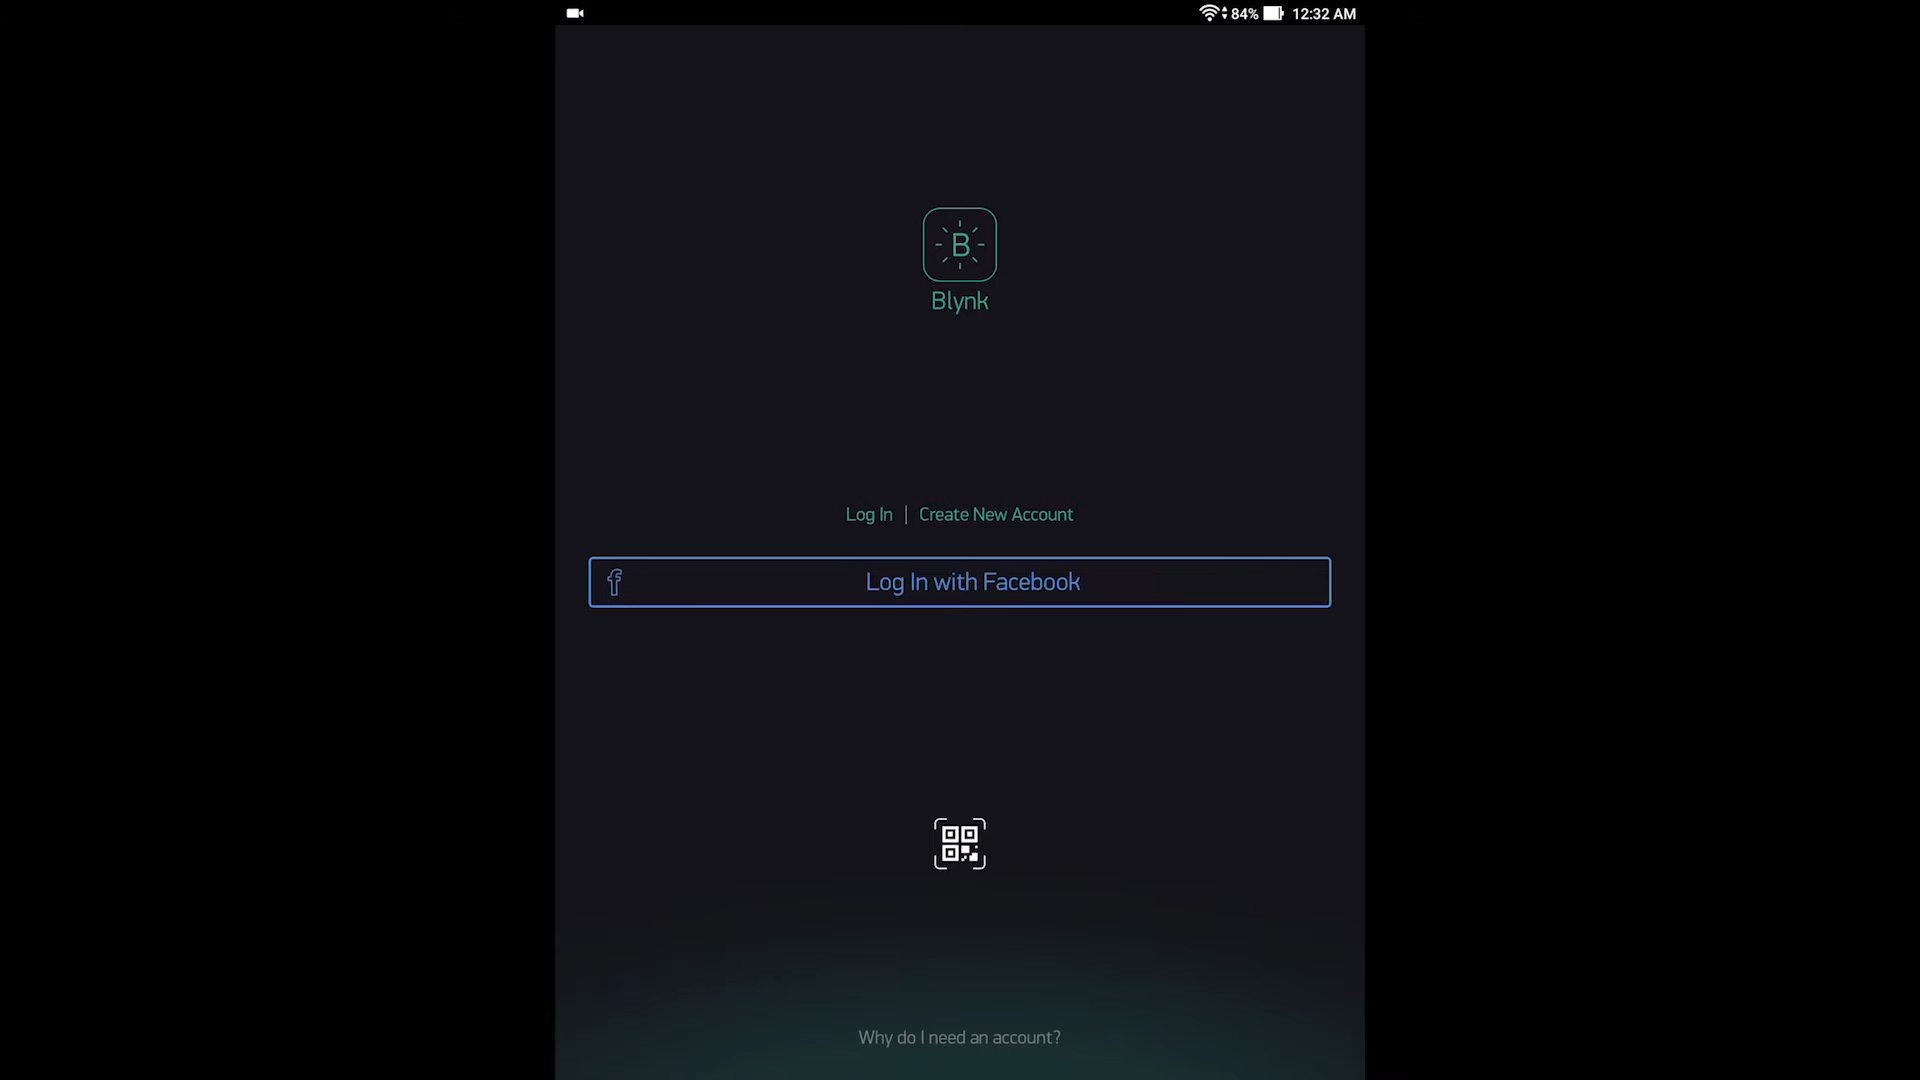 84% 12:32 AM
B
Blynk
Log In | Create New Account
f Log In with Facebook
Why do I need an account?